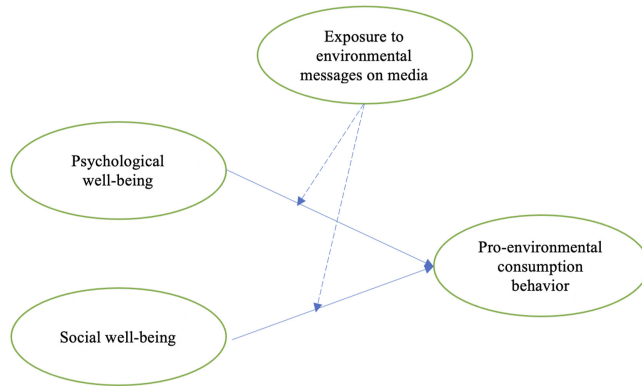 Exposure to
environmental
messages on media
Psychological
well-being
Pro-environmental
consumption
behavior
Social well-being